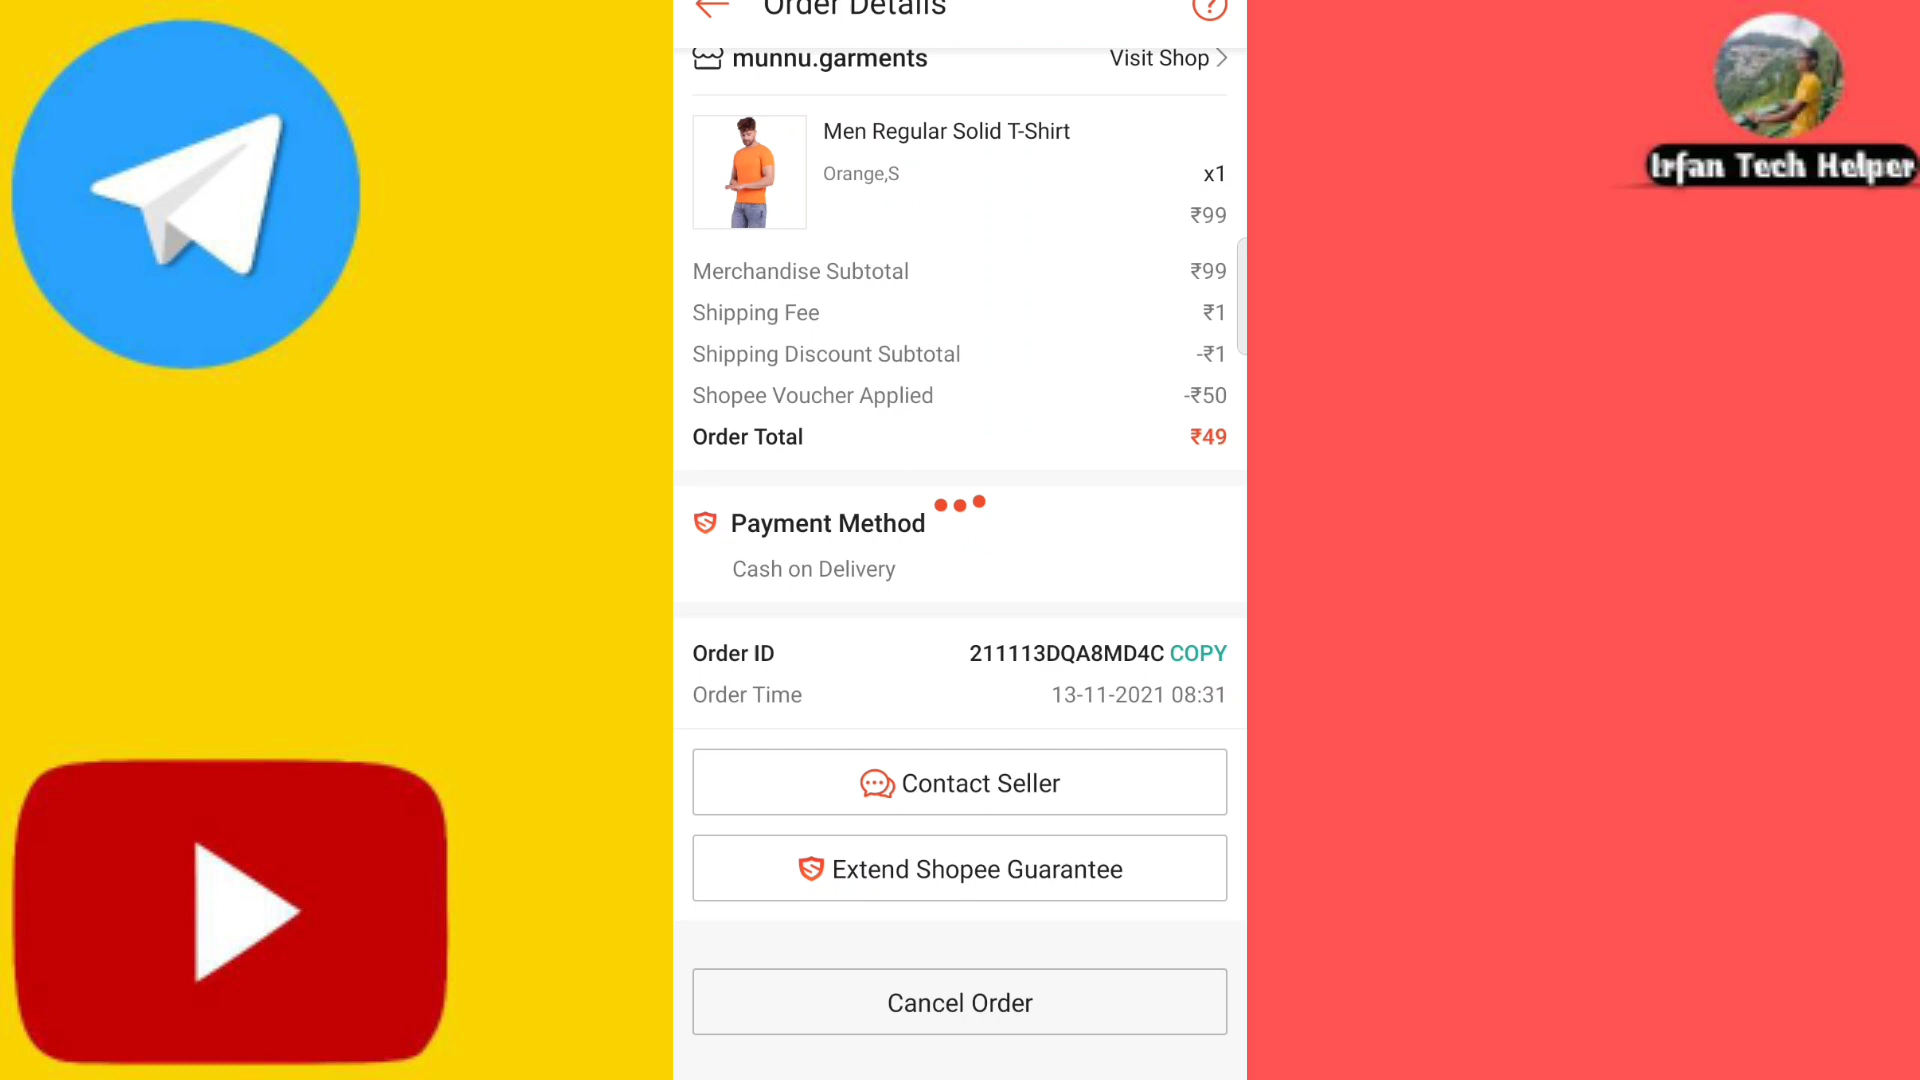 Order Details
munnu.garments Visit Shop
Men Regular Solid T-Shirt
Orange,S x1
₹99
Merchandise Subtotal ₹99
Shipping Fee ₹1
Shipping Discount Subtotal -₹1
Shopee Voucher Applied -₹50
Order Total ₹49
Payment Method
Cash on Delivery
Order ID 211113DQA8MD4C COPY
Order Time 13-11-2021 08:31
Contact Seller
Extend Shopee Guarantee
Cancel Order
Irfan Tech Helper